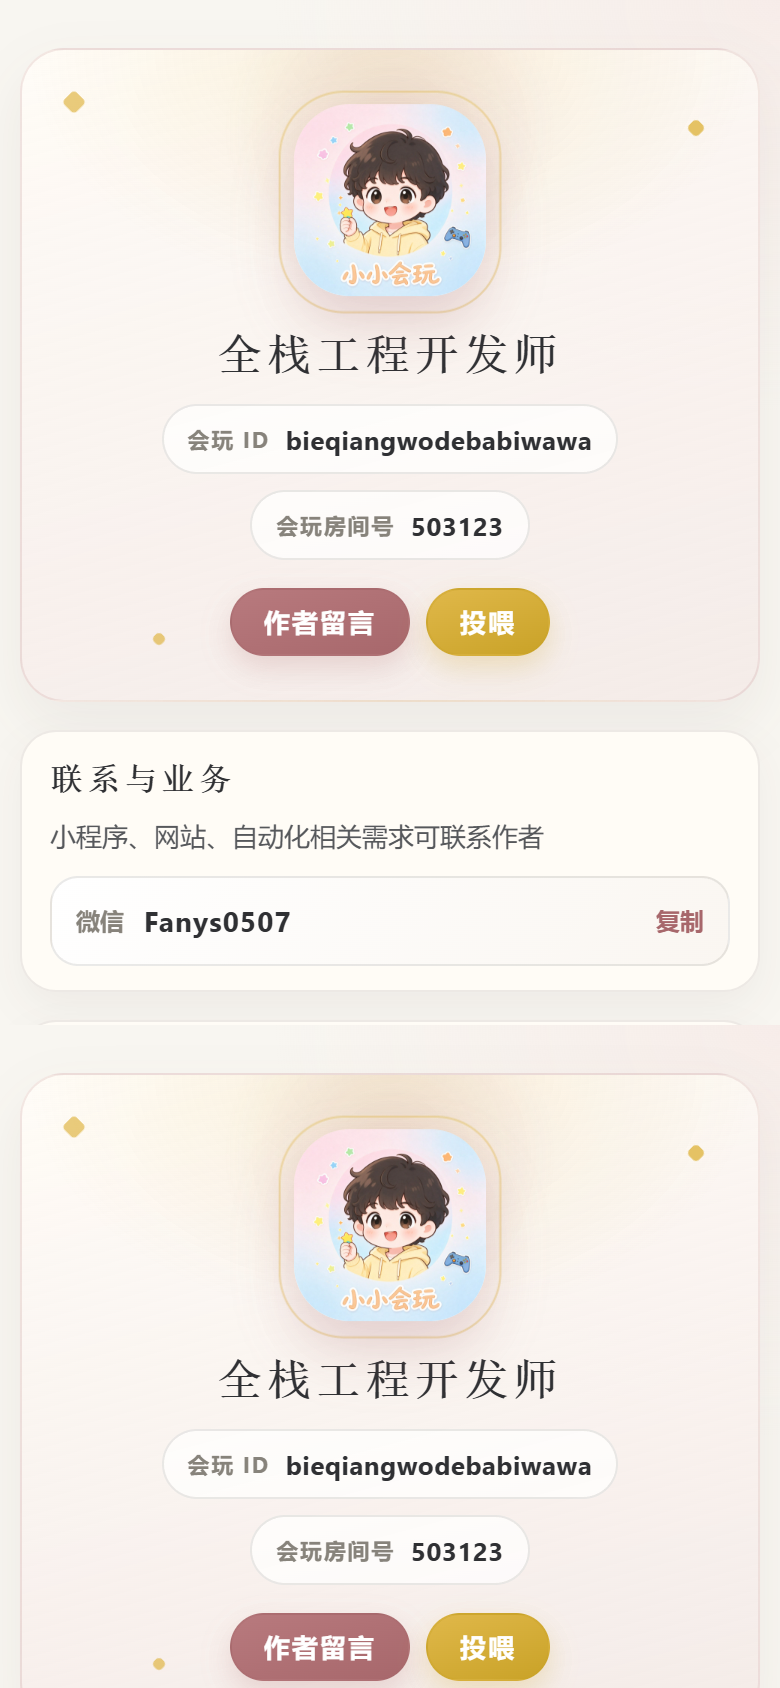 小小会玩
全栈工程开发师
会玩 ID bieqiangwodebabiwawa
会玩房间号 503123
作者留言 投喂
联系与业务
小程序、网站、自动化相关需求可联系作者
微信 Fanys0507 复制
小小会玩
全栈工程开发师
会玩 ID bieqiangwodebabiwawa
会玩房间号 503123
作者留言 投喂